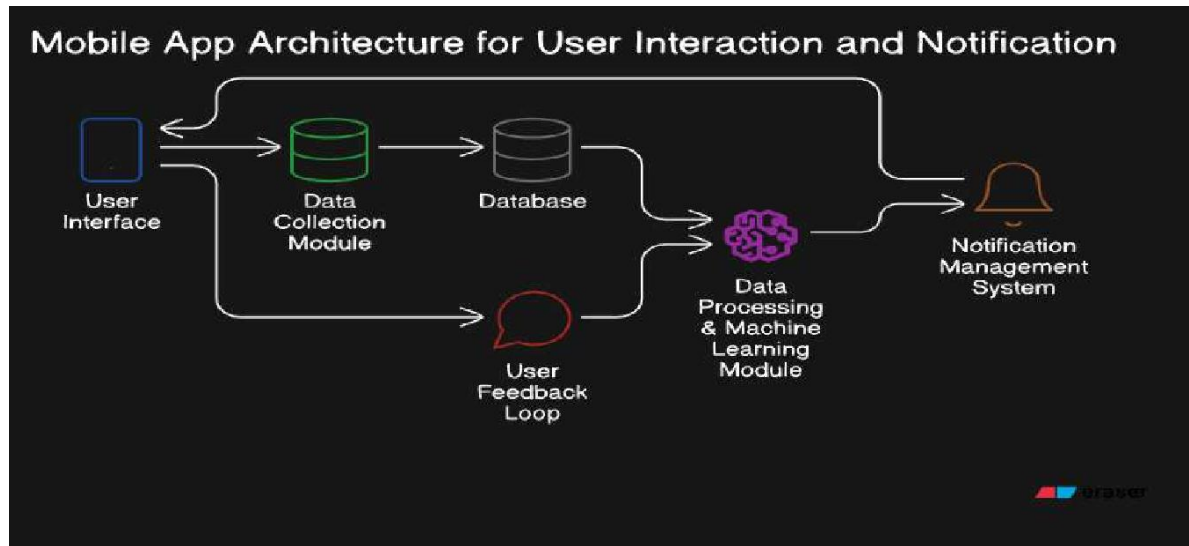 Mobile App Architecture for User Interaction and Notification
User
Interface
Data
Collection
Module
Database
Notification
Management
System
Data
Processing
& Machine
Learning
Module
User
Feedback
Loop
eraser